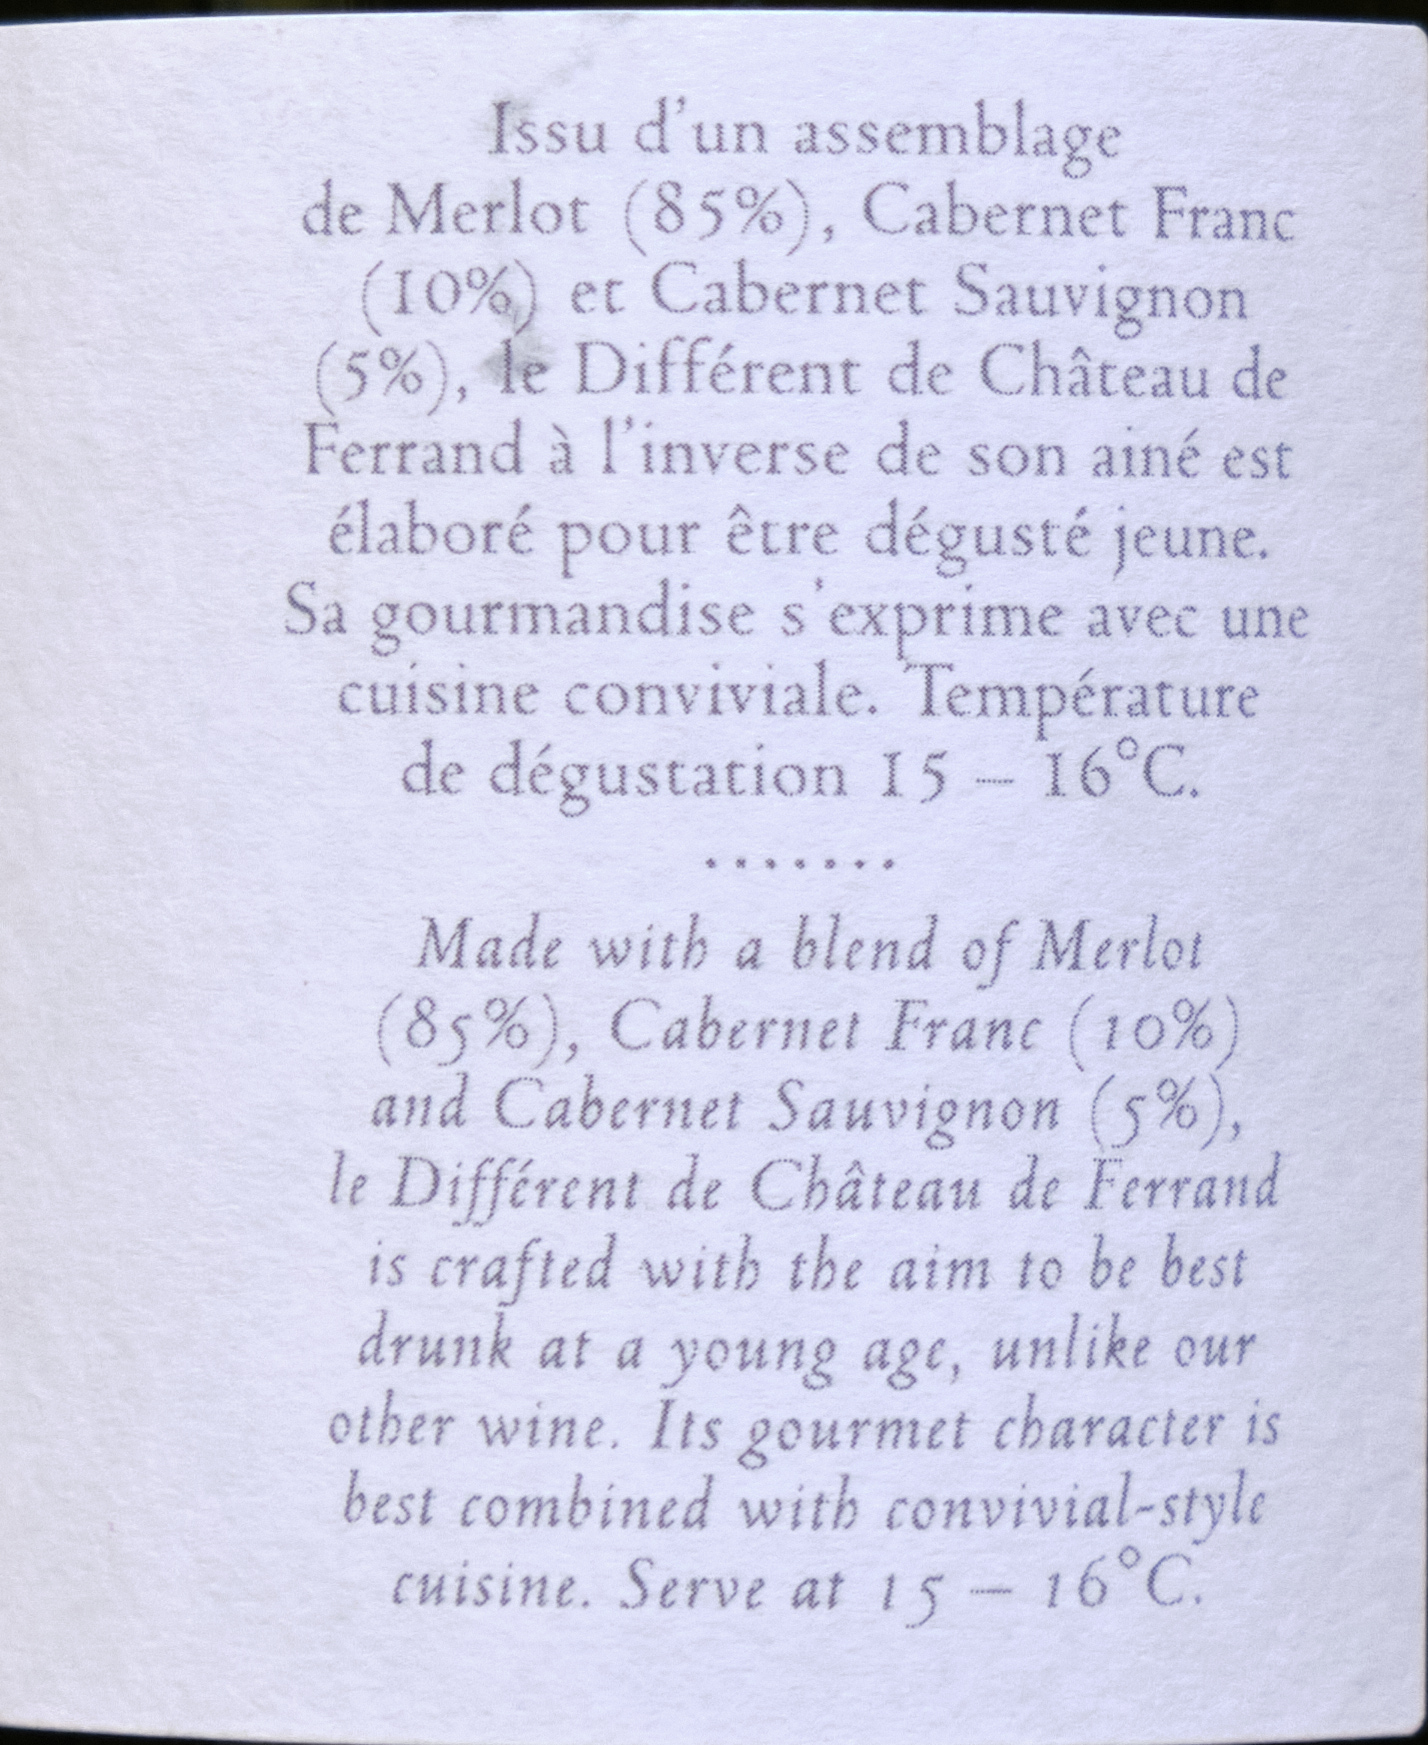 Issu d'un assemblage
de Merlot (85%), Cabernet Franc
(10%) et Cabernet Sauvignon
(5%), le Différent de Château de
Ferrand à l'inverse de son ainé est
élaboré pour être dégusté jeune.
Sa gourmandise s'exprime avec une
cuisine conviviale. Température
de dégustation 15 – 16°C.
.......
Made with a blend of Merlot
(85%), Cabernet Franc (10%)
and Cabernet Sauvignon (5%),
le Différent de Château de Ferrand
is crafted with the aim to be best
drunk at a young age, unlike our
other wine. Its gourmet character is
best combined with convivial-style
cuisine. Serve at 15 – 16°C.